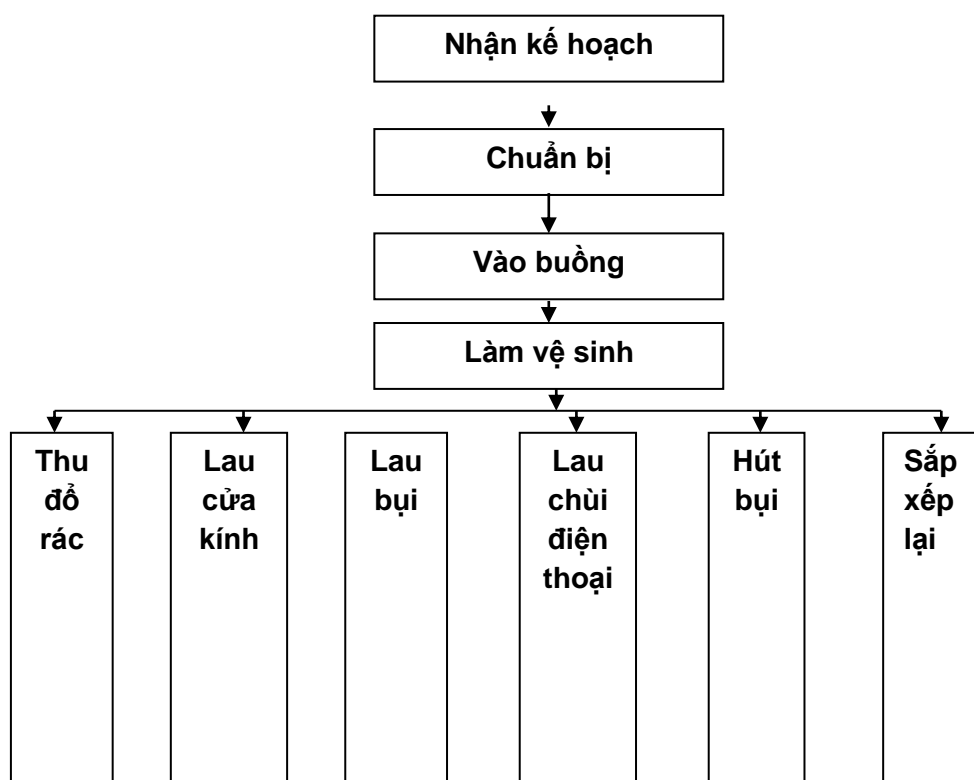 Nhận kế hoạch
Chuẩn bị
Vào buồng
Làm vệ sinh
Thu
đổ
rác
Lau
cửa
kính
Lau
bụi
Lau
chùi
điện
thoại
Hút
bụi
Sắp
xếp
lại